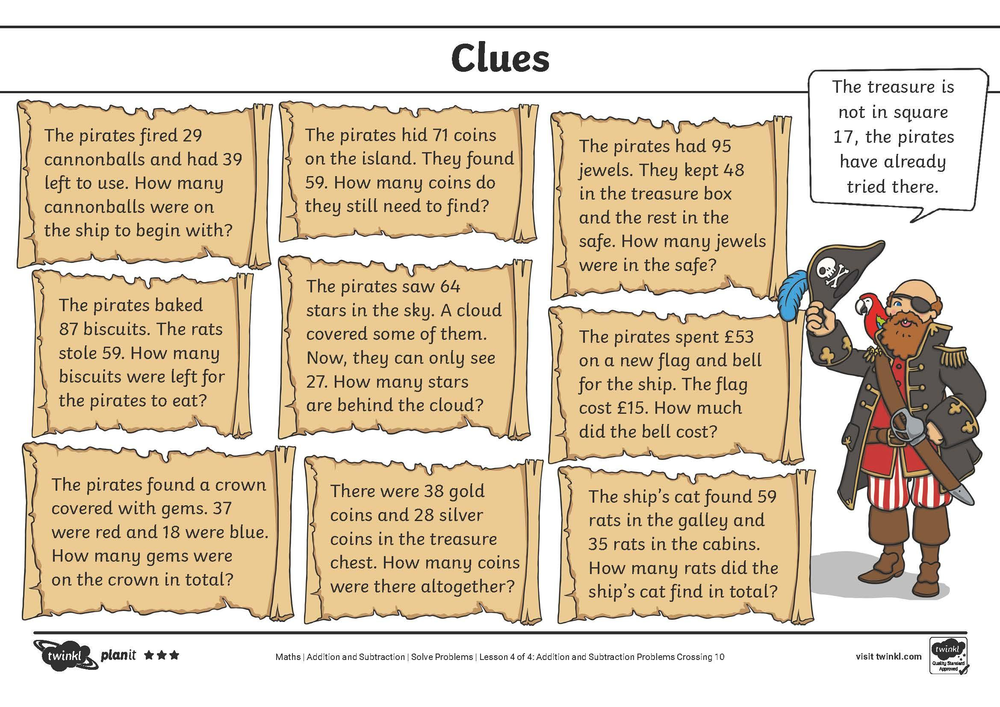 Clues
The treasure is
not in square
17, the pirates
have already
tried there.
The pirates fired 29
cannonballs and had 39
left to use. How many
cannonballs were on
the ship to begin with?
The pirates hid 71 coins
on the island. They found
59. How many coins do
they still need to find?
The pirates had 95
jewels. They kept 48
in the treasure box
and the rest in the
safe. How many jewels
were in the safe?
The pirates baked
87 biscuits. The rats
stole 59. How many
biscuits were left for
the pirates to eat?
The pirates saw 64
stars in the sky. A cloud
covered some of them.
Now, they can only see
27. How many stars
are behind the cloud?
The pirates spent £53
on a new flag and bell
for the ship. The flag
cost £15. How much
did the bell cost?
The pirates found a crown
covered with gems. 37
were red and 18 were blue.
How many gems were
on the crown in total?
There were 38 gold
coins and 28 silver
coins in the treasure
chest. How many coins
were there altogether?
The ship's cat found 59
rats in the galley and
35 rats in the cabins.
How many rats did the
ship's cat find in total?
twinkl planit
Maths | Addition and Subtraction | Solve Problems | Lesson 4 of 4: Addition and Subtraction Problems Crossing 10
visit twinkl.com
twinkl
Quality Standard
Approved